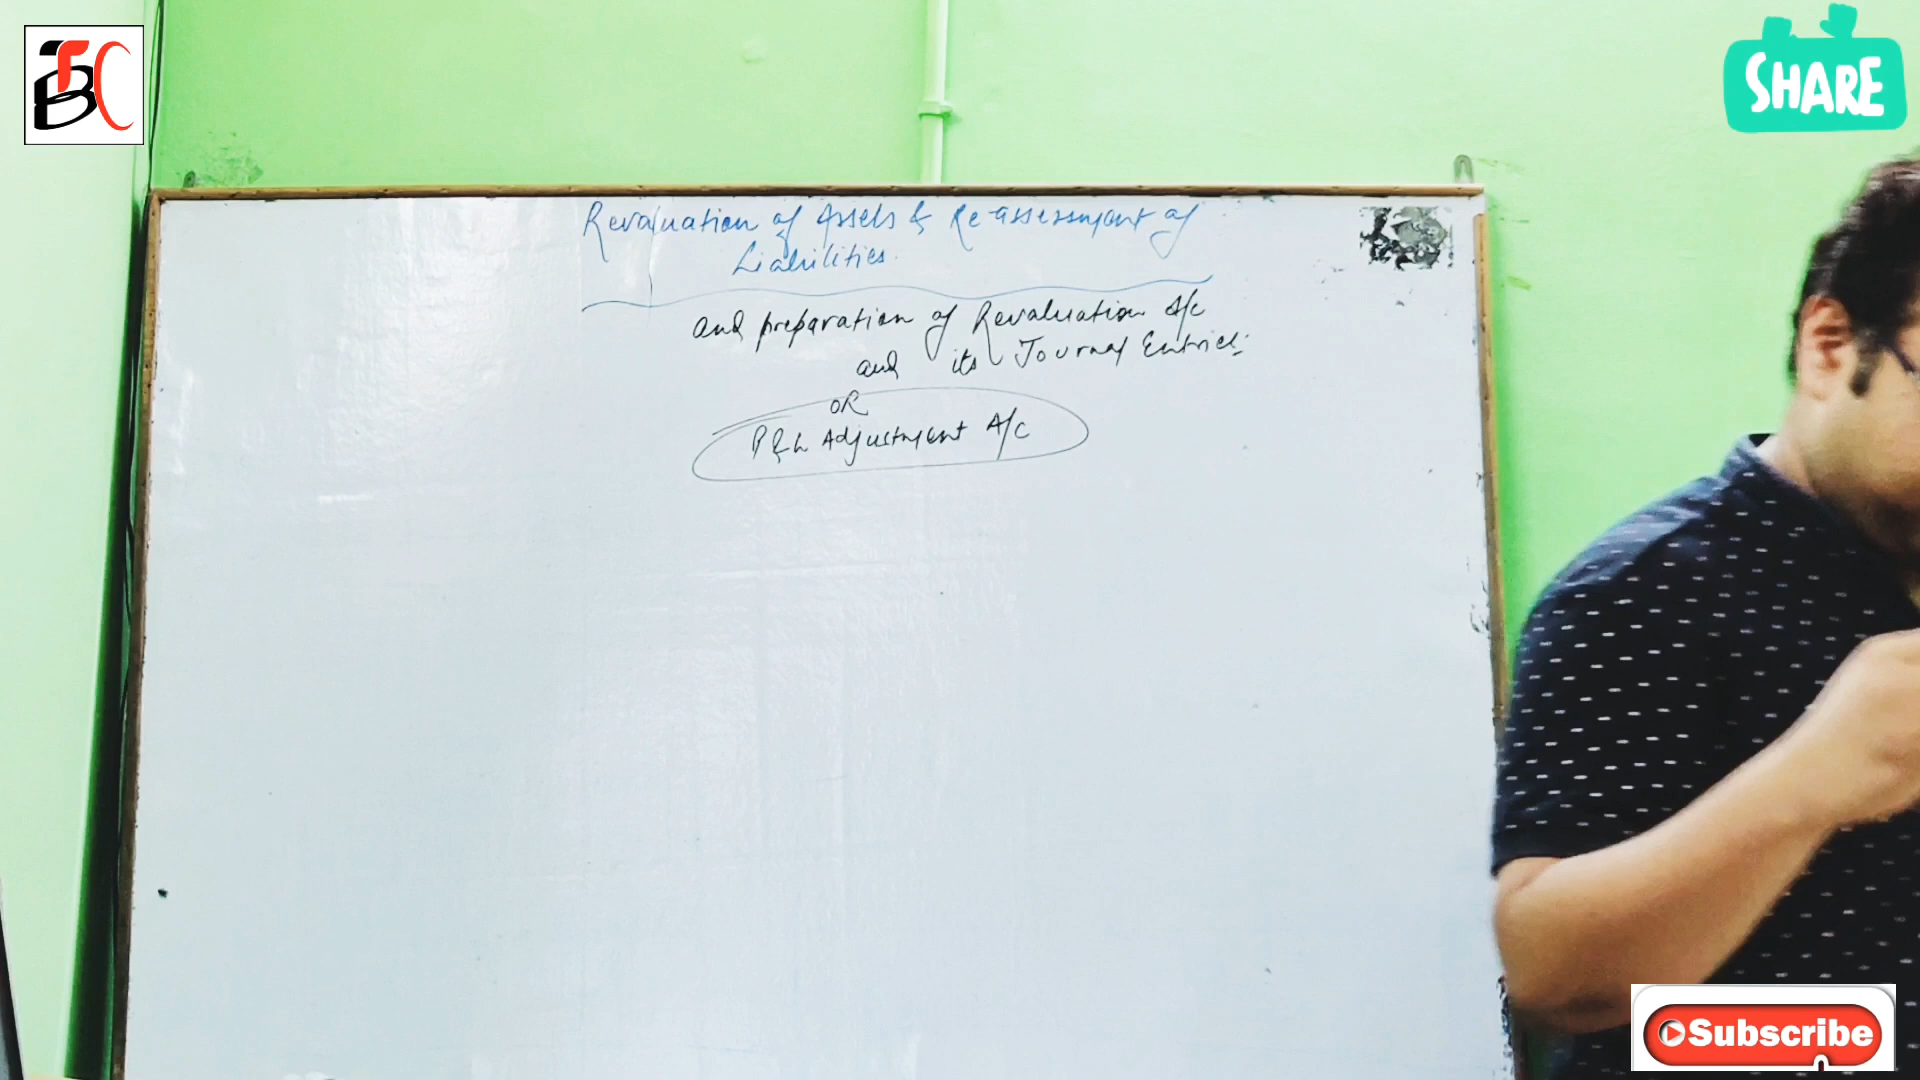 TBC
SHARE
Revaluation of Assets & Re-assessment of
Liabilities.
and preparation of Revaluation A/c
and its Journal Entries:
OR
P&L Adjustment A/c
Subscribe